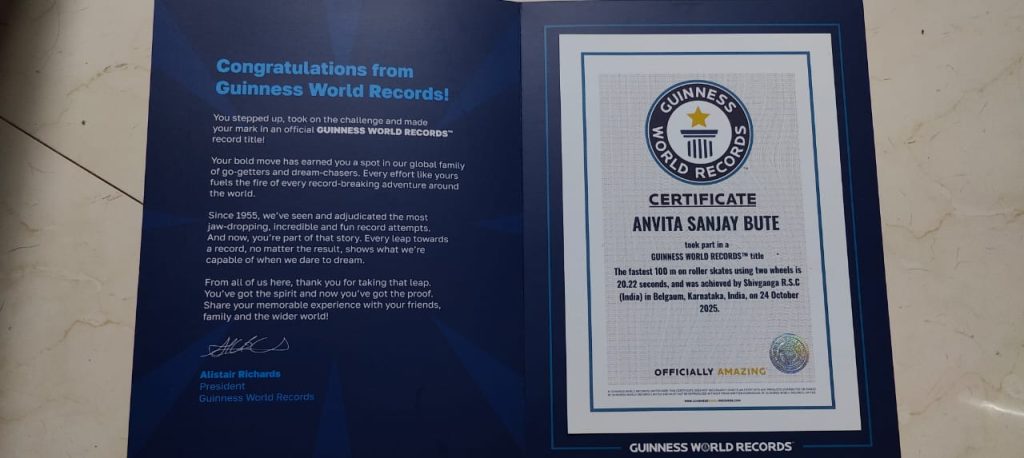 Congratulations from
Guinness World Records!
You stepped up, took on the challenge and made
your mark in an official GUINNESS WORLD RECORDS™
record title!
Your bold move has earned you a spot in our global family
of go-getters and dream-chasers. Every effort like yours
fuels the fire of every record-breaking adventure around
the world.
Since 1955, we've seen and adjudicated the most
jaw-dropping, incredible and fun record attempts.
And now, you're part of that story. Every leap towards
a record, no matter the result, shows what we're
capable of when we dare to dream.
From all of us here, thank you for taking that leap.
You've got the spirit and now you've got the proof.
Share your memorable experience with your friends,
family and the wider world!
Alistair Richards
President
Guinness World Records
GUINNESS
WORLD RECORDS
CERTIFICATE
ANVITA SANJAY BUTE
took part in a
GUINNESS WORLD RECORDS™ title
The fastest 100 m on roller skates using two wheels is
20.22 seconds, and was achieved by Shivganga R.S.C
(India) in Belgaum, Karnataka, India, on 24 October
2025.
OFFICIALLY AMAZING
GUINNESS WORLD RECORDS™